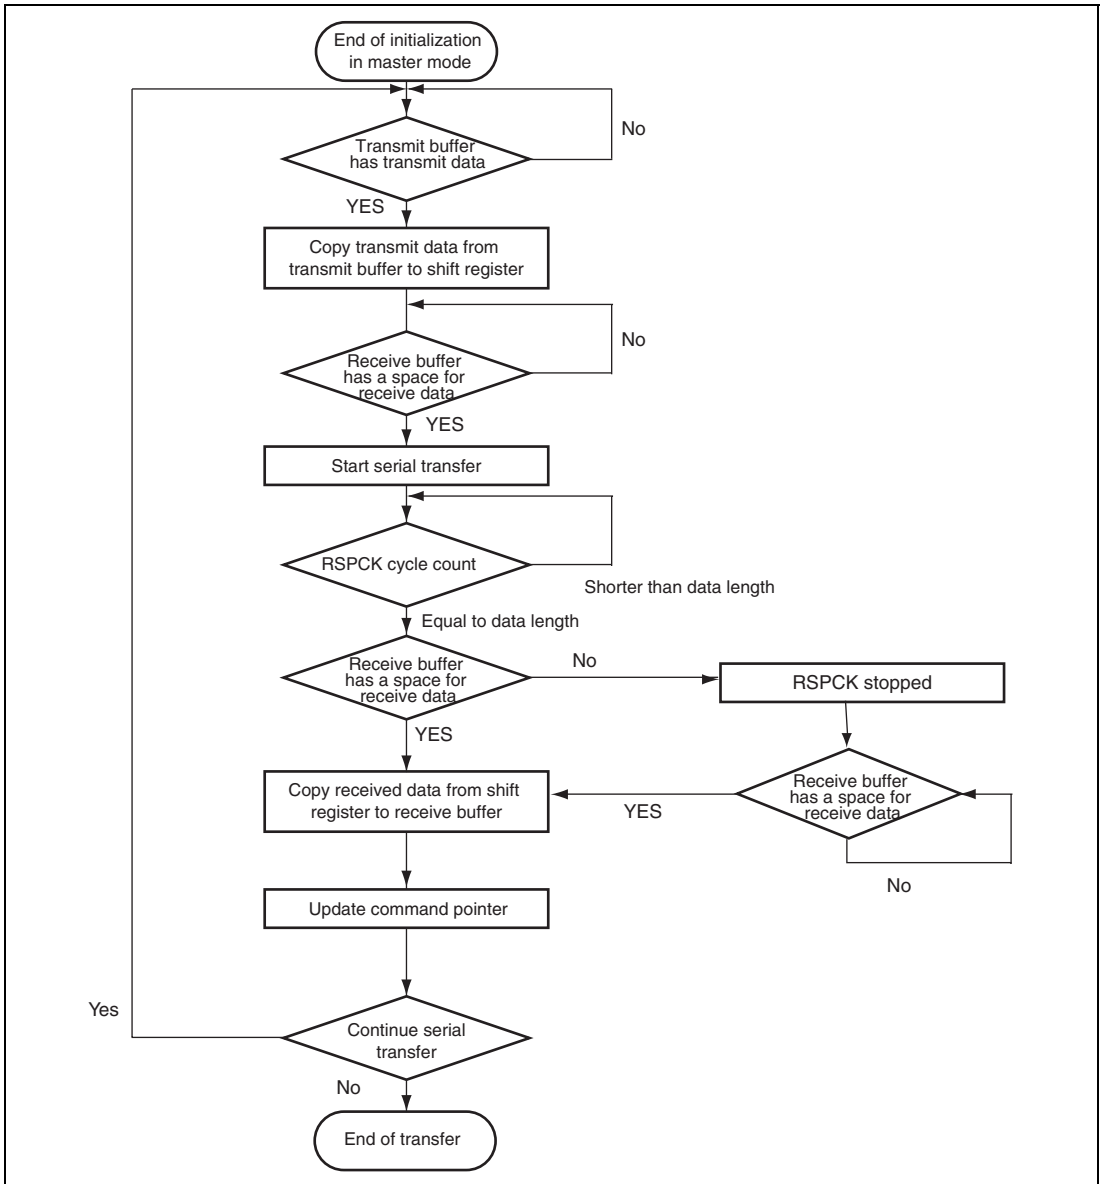 End of initialization
in master mode
No
Transmit buffer
has transmit data
YES
Copy transmit data from
transmit buffer to shift register
No
Receive buffer
has a space for
receive data
YES
Start serial transfer
RSPCK cycle count
Shorter than data length
Equal to data length
Receive buffer
has a space for
receive data
No
RSPCK stopped
YES
Receive buffer
has a space for
receive data
Copy received data from shift
register to receive buffer
YES
No
Update command pointer
Yes
Continue serial
transfer
No
End of transfer